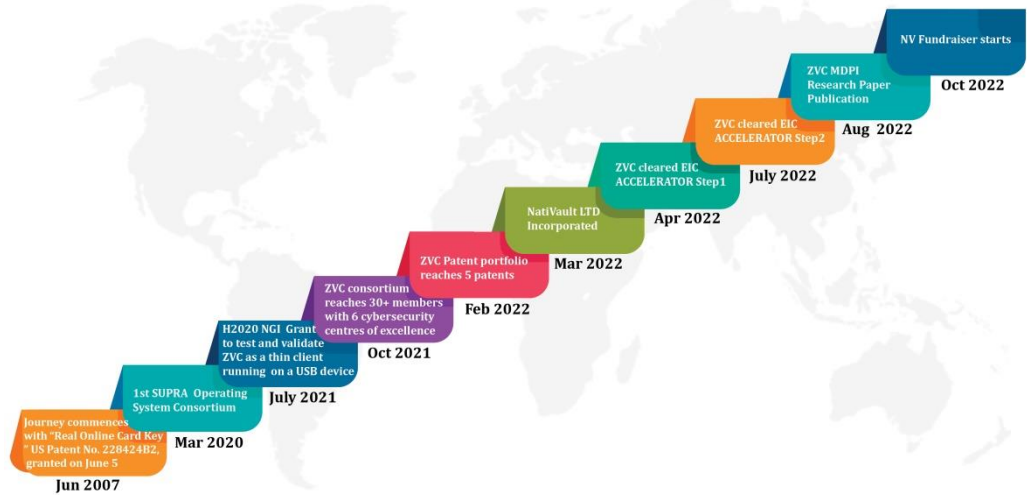 NV Fundraiser starts
Oct 2022
ZVC MDPI
Research Paper
Publication
Aug 2022
ZVC cleared EIC
ACCELERATOR Step2
July 2022
ZVC cleared EIC
ACCELERATOR Step1
Apr 2022
NatiVault LTD
Incorporated
Mar 2022
ZVC Patent portfolio
reaches 5 patents
Feb 2022
ZVC consortium
reaches 30+ members
with 6 cybersecurity
centres of excellence
Oct 2021
H2020 NGI Grant
to test and validate
ZVC as a thin client
running on a USB device
July 2021
1st SUPRA Operating
System Consortium
Mar 2020
Journey commences
with "Real Online Card Key
" US Patent No. 228424B2,
granted on June 5
Jun 2007